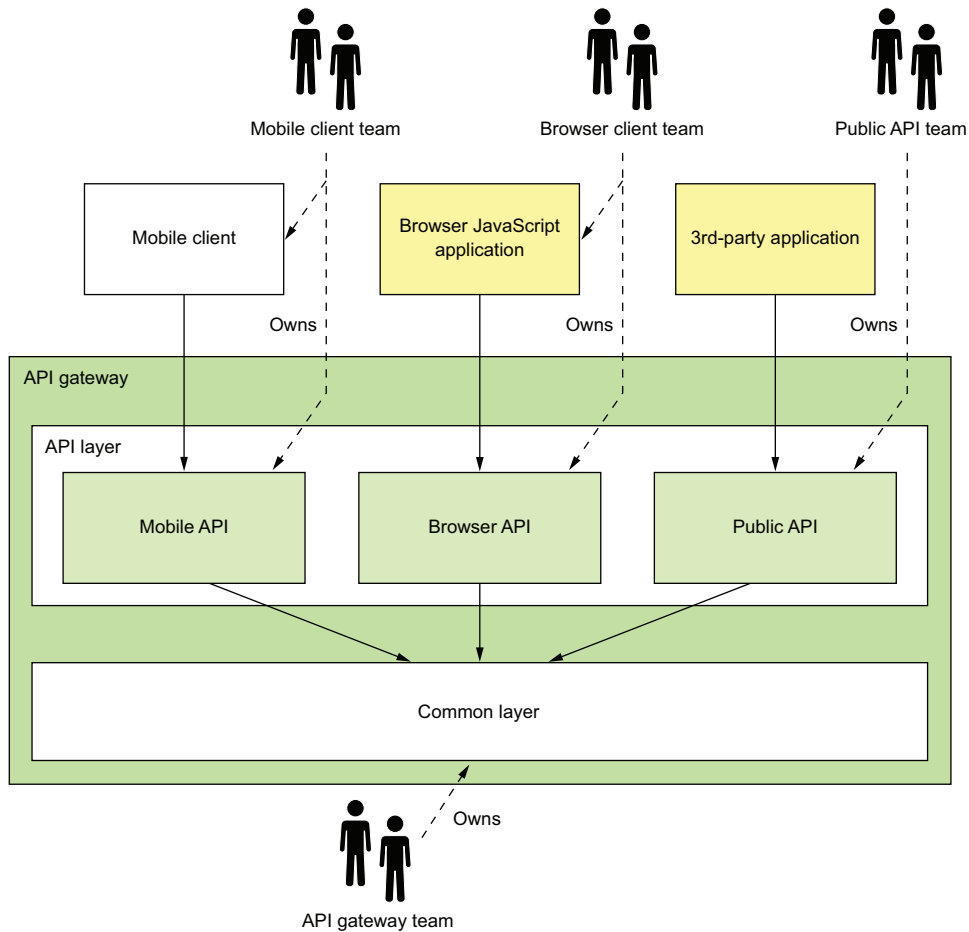 Mobile client team
Browser client team
Public API team
Mobile client
Browser JavaScript
application
3rd-party application
Owns
Owns
Owns
API gateway
API layer
Mobile API
Browser API
Public API
Common layer
Owns
API gateway team